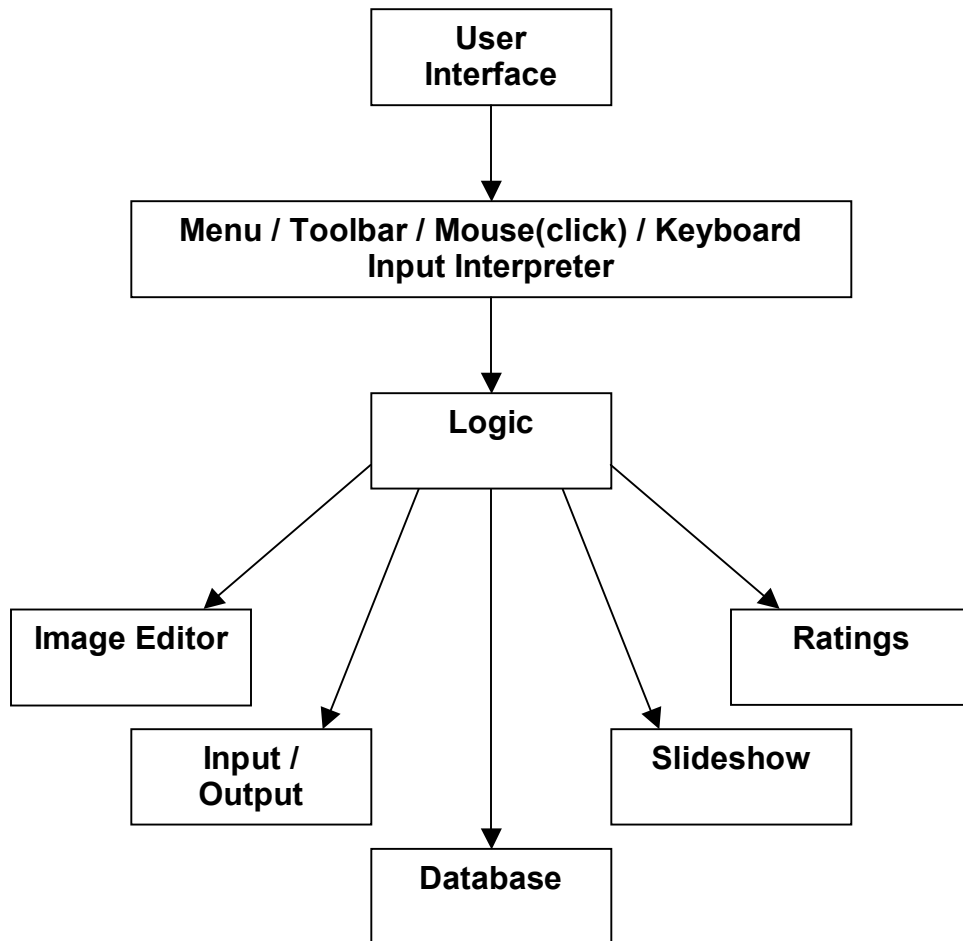 User
Interface
Menu / Toolbar / Mouse(click) / Keyboard
Input Interpreter
Logic
Image Editor
Ratings
Input /
Output
Slideshow
Database